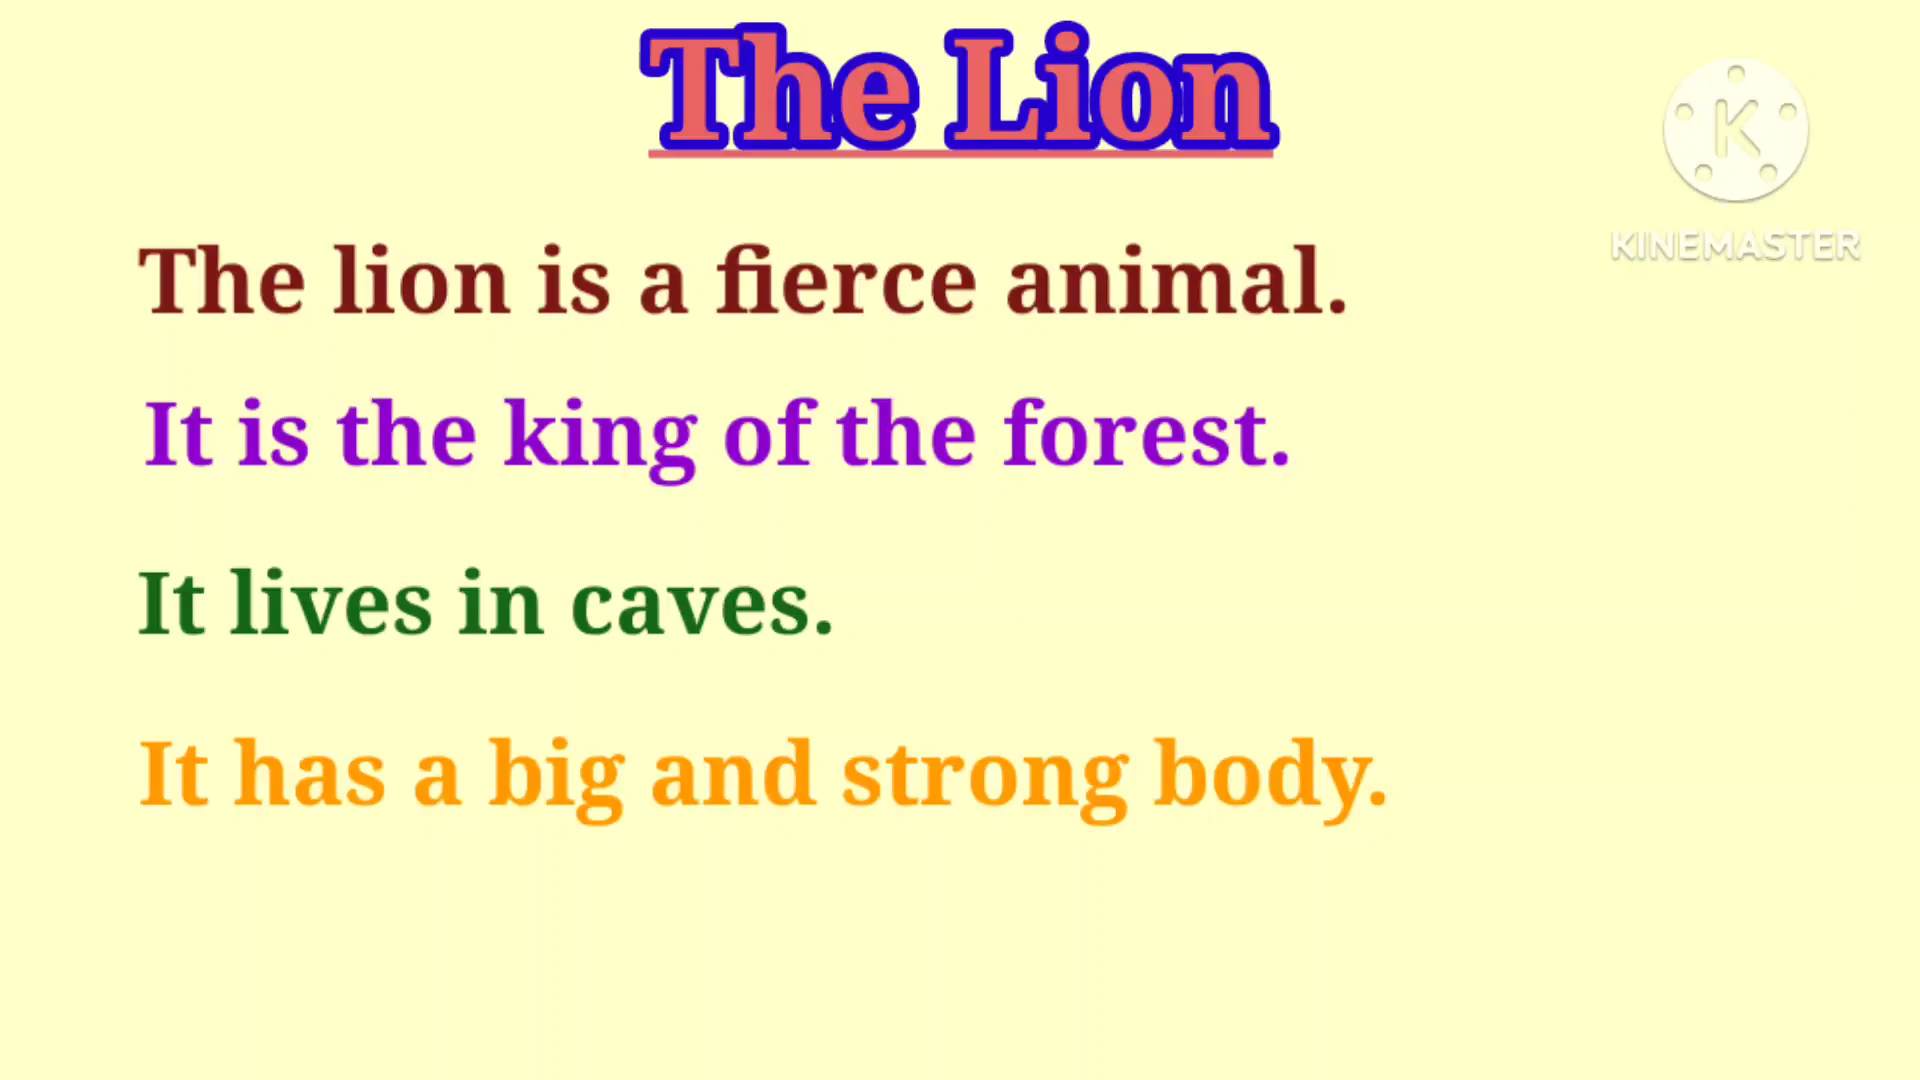 The Lion
K
KINEMASTER
The lion is a fierce animal.
It is the king of the forest.
It lives in caves.
It has a big and strong body.